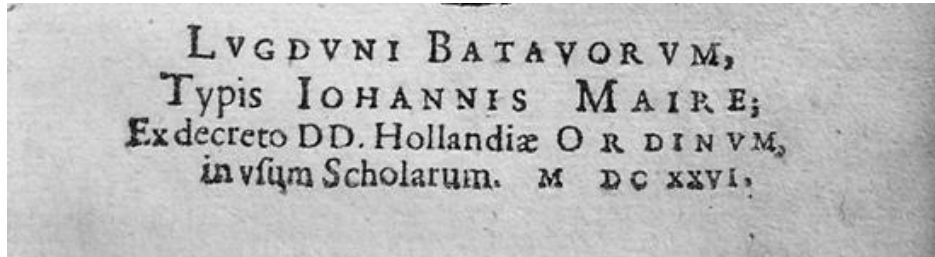 LVGDVNI BATAVORVM,
Typis IOHANNIS MAIRE;
Ex decreto DD. Hollandiæ ORDINVM,
in vſum Scholarum. M DC XXVI.